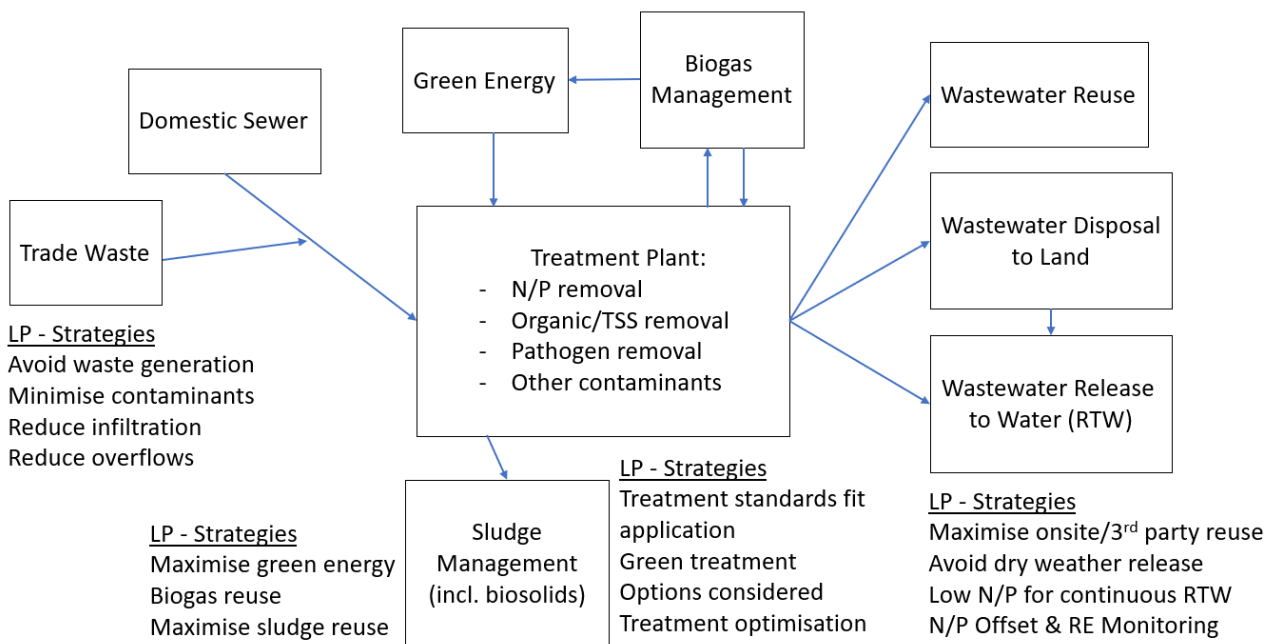 Green Energy
Biogas
Management
Wastewater Reuse
Domestic Sewer
Trade Waste
Wastewater Disposal
to Land
Treatment Plant:
- N/P removal
- Organic/TSS removal
- Pathogen removal
- Other contaminants
Wastewater Release
to Water (RTW)
LP - Strategies
Avoid waste generation
Minimise contaminants
Reduce infiltration
Reduce overflows
LP - Strategies
Maximise green energy
Biogas reuse
Maximise sludge reuse
Sludge
Management
(incl. biosolids)
LP - Strategies
Treatment standards fit
application
Green treatment
Options considered
Treatment optimisation
LP - Strategies
Maximise onsite/3rd party reuse
Avoid dry weather release
Low N/P for continuous RTW
N/P Offset & RE Monitoring